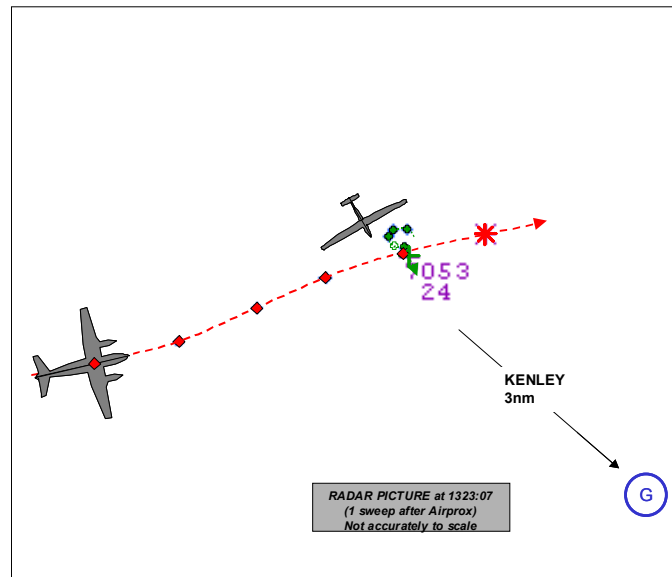 7053
24
KENLEY
3nm
G
RADAR PICTURE at 1323:07
(1 sweep after Airprox)
Not accurately to scale